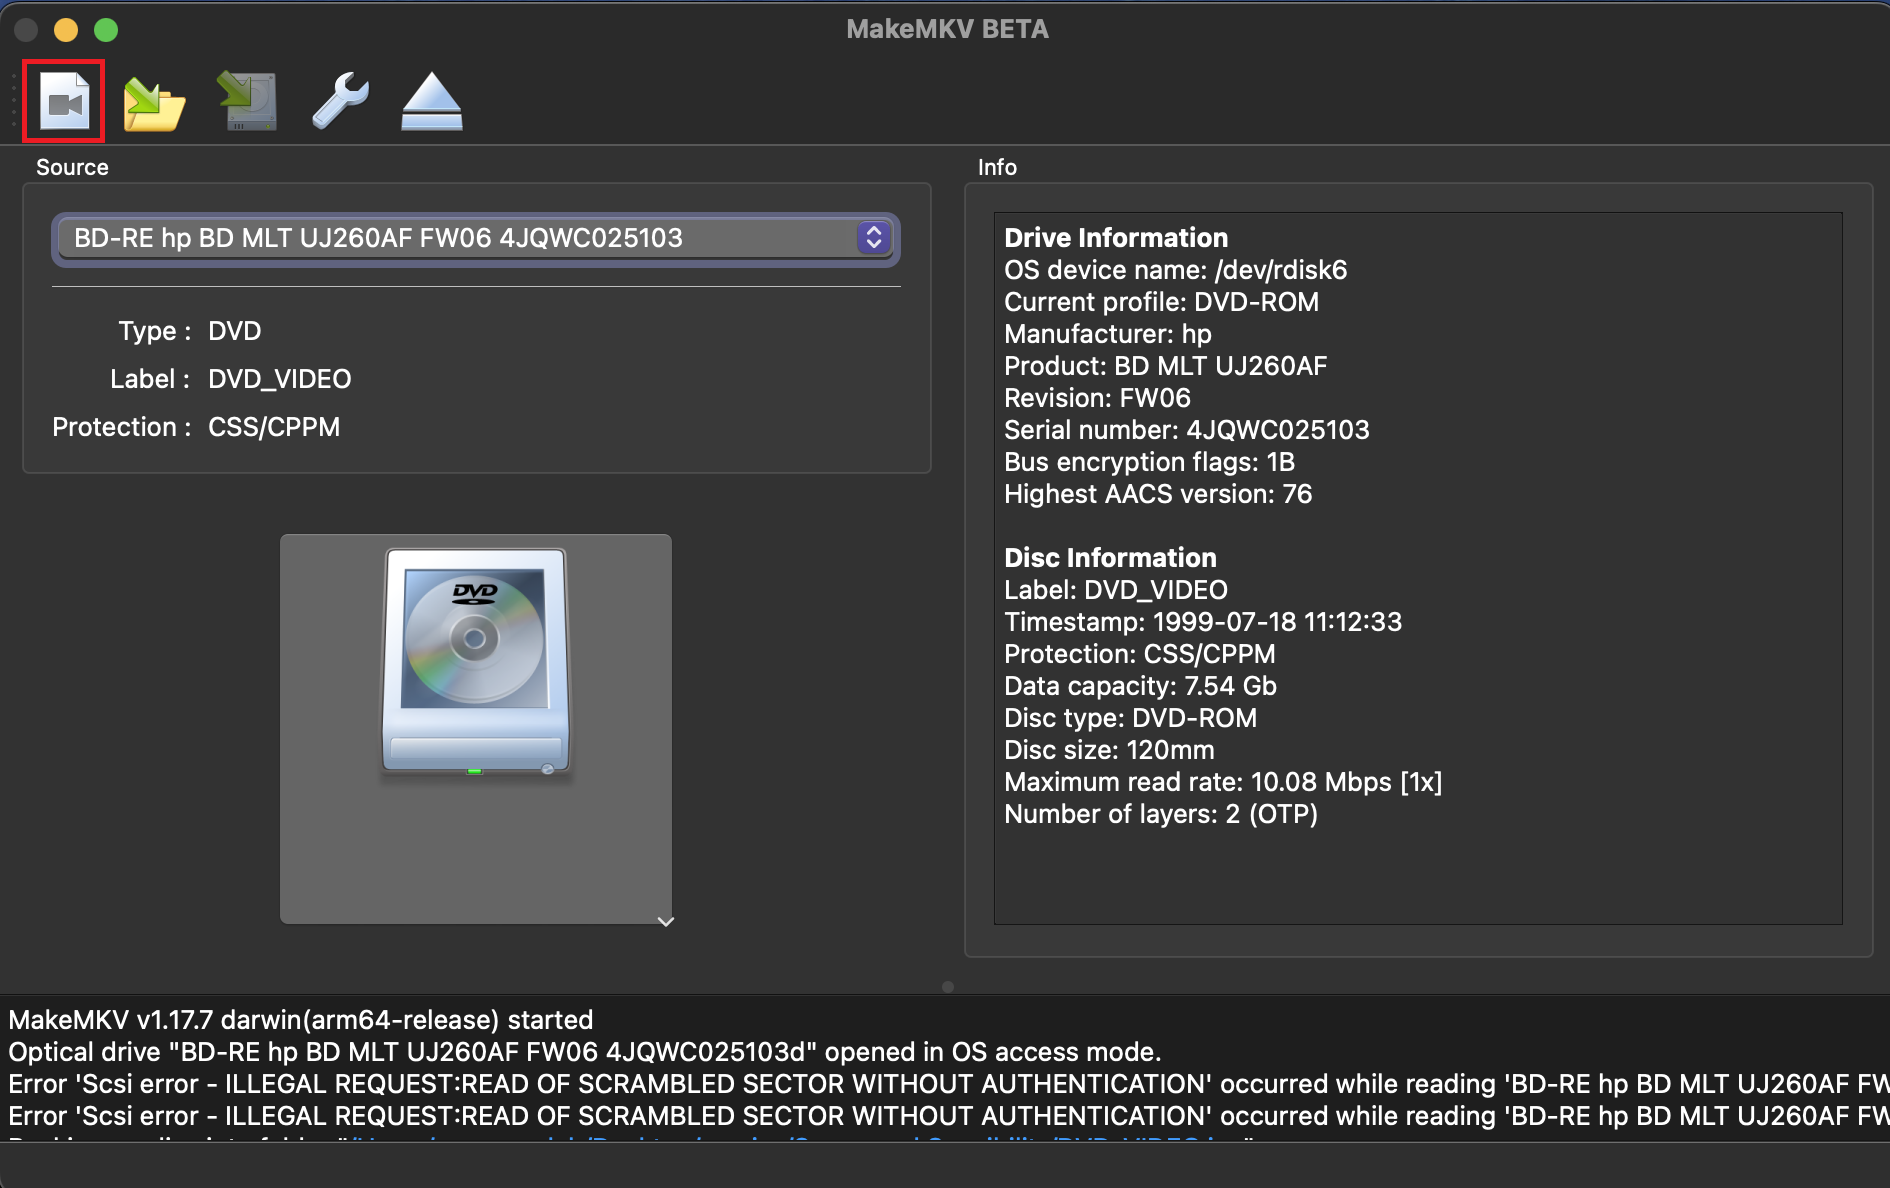 MakeMKV BETA
Source
BD-RE hp BD MLT UJ260AF FW06 4JQWC025103
Type : DVD
Label : DVD_VIDEO
Protection : CSS/CPPM
DVD
Info
Drive Information
OS device name: /dev/rdisk6
Current profile: DVD-ROM
Manufacturer: hp
Product: BD MLT UJ260AF
Revision: FW06
Serial number: 4JQWC025103
Bus encryption flags: 1B
Highest AACS version: 76
Disc Information
Label: DVD_VIDEO
Timestamp: 1999-07-18 11:12:33
Protection: CSS/CPPM
Data capacity: 7.54 Gb
Disc type: DVD-ROM
Disc size: 120mm
Maximum read rate: 10.08 Mbps [1x]
Number of layers: 2 (OTP)
MakeMKV v1.17.7 darwin(arm64-release) started
Optical drive "BD-RE hp BD MLT UJ260AF FW06 4JQWC025103d" opened in OS access mode.
Error 'Scsi error - ILLEGAL REQUEST:READ OF SCRAMBLED SECTOR WITHOUT AUTHENTICATION' occurred while reading 'BD-RE hp BD MLT UJ260AF FW
Error 'Scsi error - ILLEGAL REQUEST:READ OF SCRAMBLED SECTOR WITHOUT AUTHENTICATION' occurred while reading 'BD-RE hp BD MLT UJ260AF FW